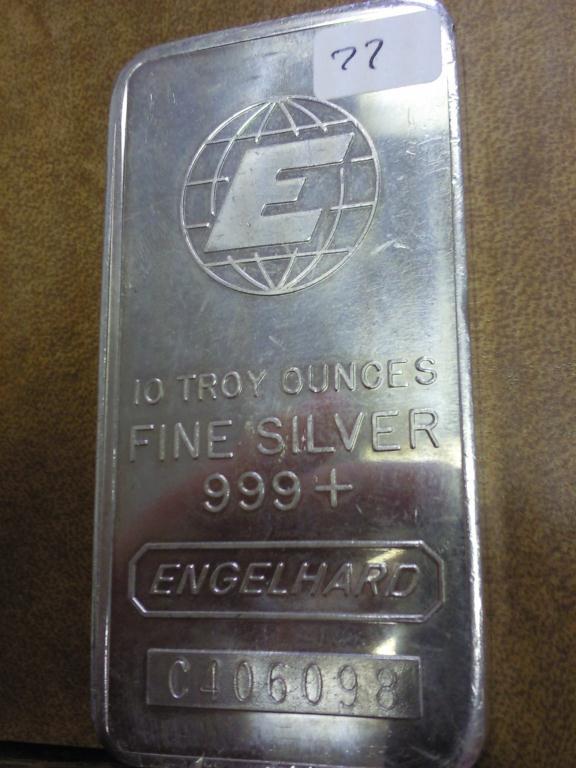 77
E
10 TROY OUNCES
FINE SILVER
999+
ENGELHARD
C406098